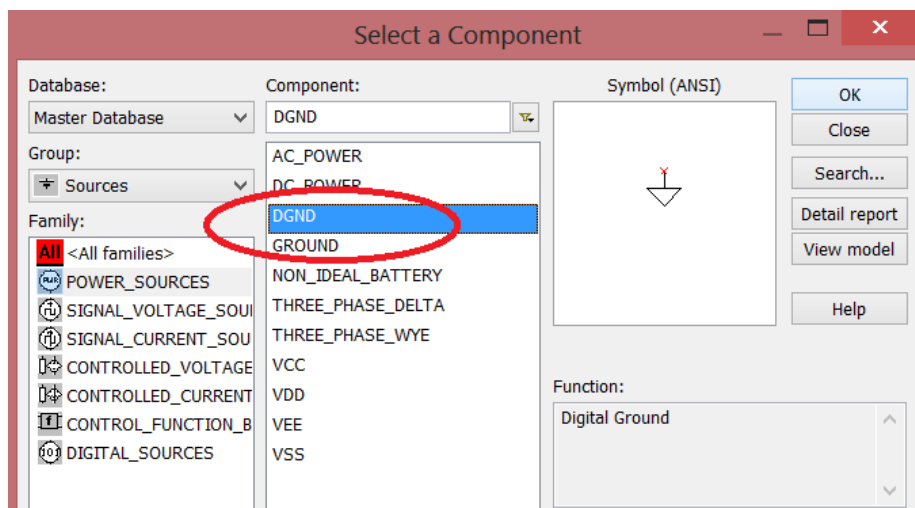 Select a Component
Database:
Master Database
Group:
Sources
Family:
All <All families>
POWER_SOURCES
SIGNAL_VOLTAGE_SOU
SIGNAL_CURRENT_SOU
CONTROLLED_VOLTAGE
CONTROLLED_CURRENT
CONTROL_FUNCTION_B
DIGITAL_SOURCES
Component:
DGND
AC_POWER
DC_POWER
DGND
GROUND
NON_IDEAL_BATTERY
THREE_PHASE_DELTA
THREE_PHASE_WYE
VCC
VDD
VEE
VSS
Symbol (ANSI)
Function:
Digital Ground
OK
Close
Search...
Detail report
View model
Help